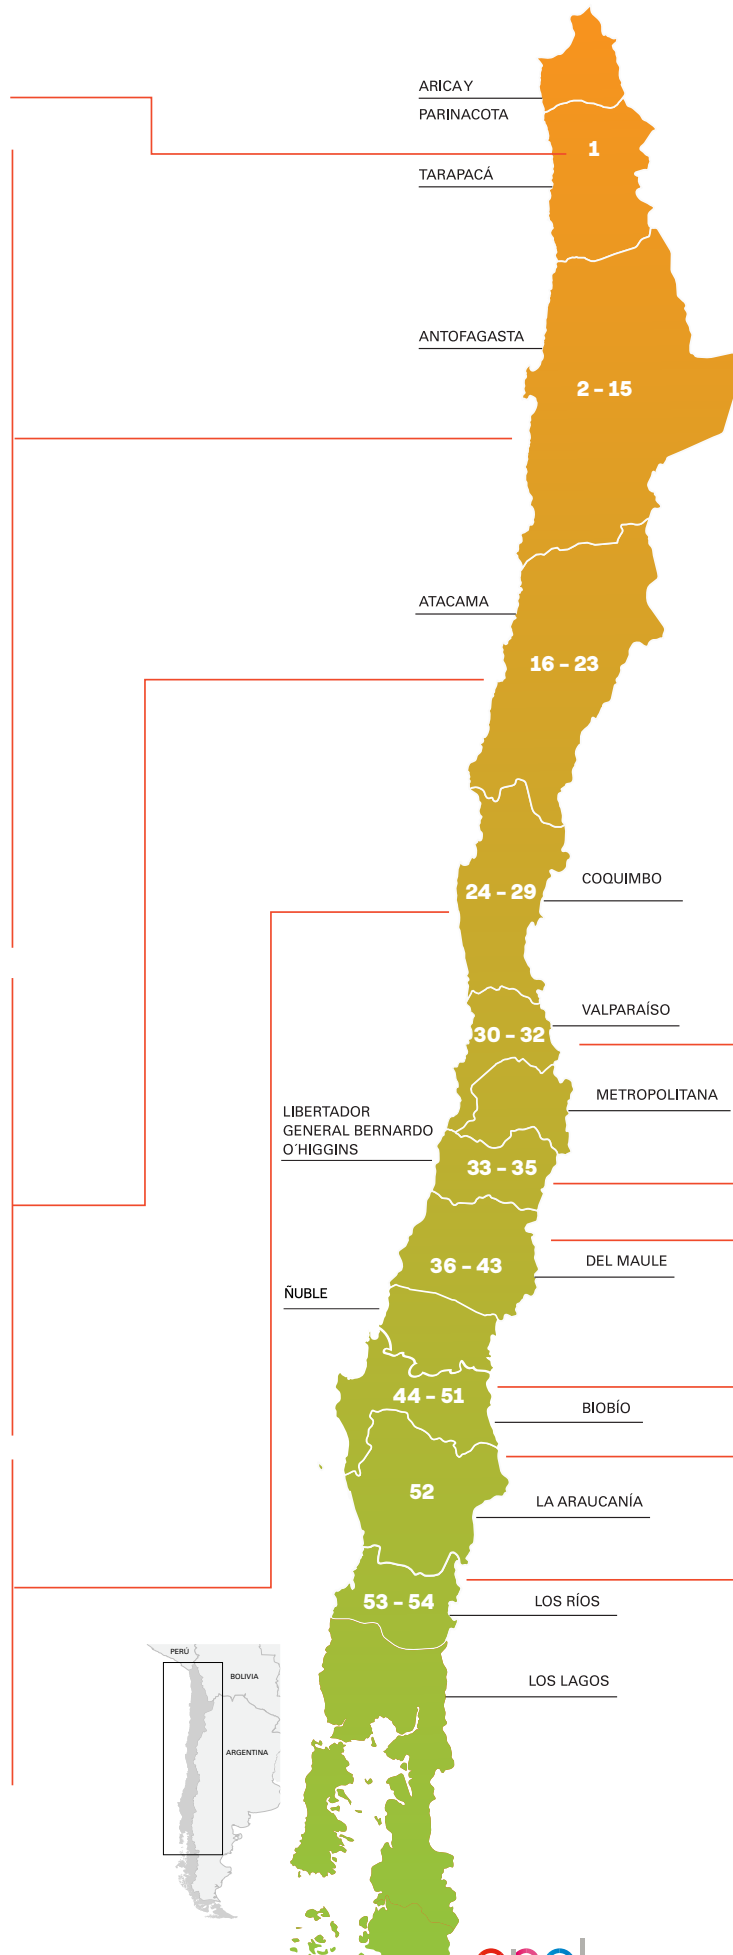 ARICA Y
PARINACOTA
1
TARAPACÁ
ANTOFAGASTA
2 – 15
ATACAMA
16 – 23
COQUIMBO
24 – 29
VALPARAÍSO
30 – 32
METROPOLITANA
LIBERTADOR
GENERAL BERNARDO
O´HIGGINS
33 – 35
36 – 43
DEL MAULE
ÑUBLE
44 – 51
BIOBÍO
52
LA ARAUCANÍA
53 – 54
LOS RÍOS
PERÚ
BOLIVIA
LOS LAGOS
ARGENTINA